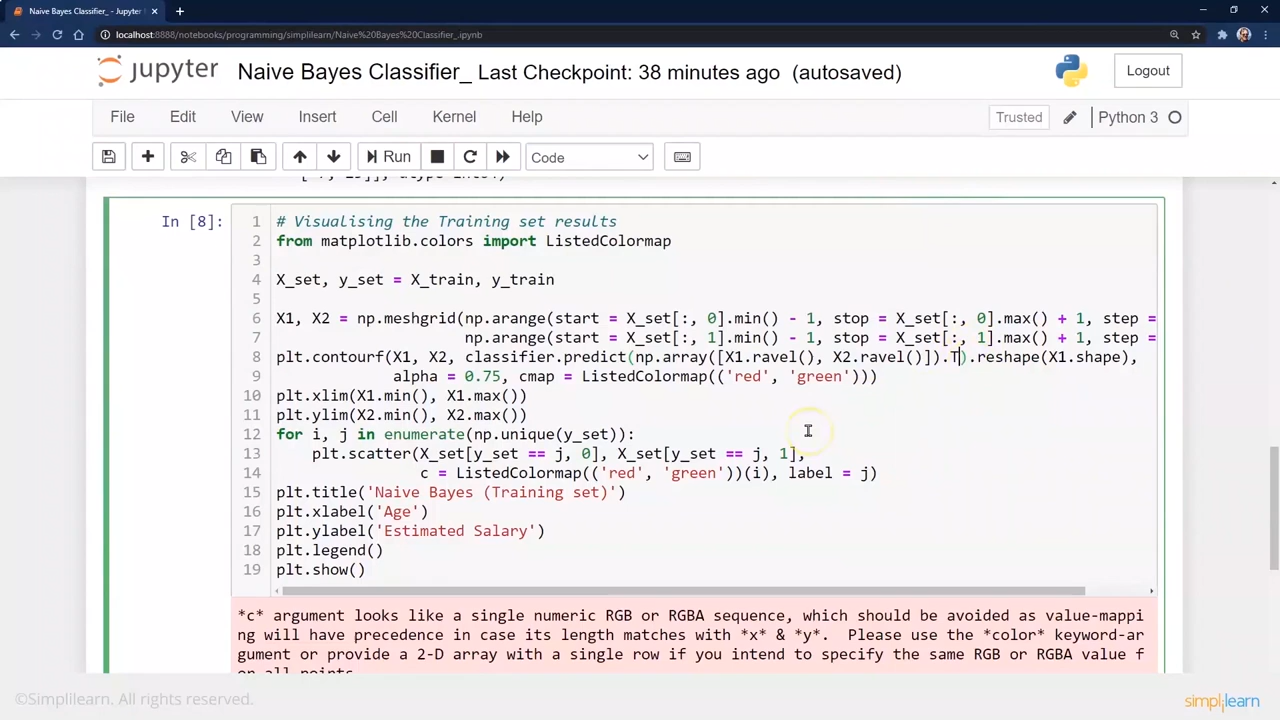 Naive Bayes Classifier_ - Jupyter
localhost:8888/notebooks/programming/simplilearn/Naive%20Bayes%20Classifier_.ipynb
jupyter Naive Bayes Classifier_ Last Checkpoint: 38 minutes ago (autosaved) Logout
File Edit View Insert Cell Kernel Help Trusted Python 3
Run Code
In [8]:
1 # Visualising the Training set results
2 from matplotlib.colors import ListedColormap
3
4 X_set, y_set = X_train, y_train
5
6 X1, X2 = np.meshgrid(np.arange(start = X_set[:, 0].min() - 1, stop = X_set[:, 0].max() + 1, step =
7 np.arange(start = X_set[:, 1].min() - 1, stop = X_set[:, 1].max() + 1, step =
8 plt.contourf(X1, X2, classifier.predict(np.array([X1.ravel(), X2.ravel()]).T).reshape(X1.shape),
9 alpha = 0.75, cmap = ListedColormap(('red', 'green')))
10 plt.xlim(X1.min(), X1.max())
11 plt.ylim(X2.min(), X2.max())
12 for i, j in enumerate(np.unique(y_set)):
13 plt.scatter(X_set[y_set == j, 0], X_set[y_set == j, 1],
14 c = ListedColormap(('red', 'green'))(i), label = j)
15 plt.title('Naive Bayes (Training set)')
16 plt.xlabel('Age')
17 plt.ylabel('Estimated Salary')
18 plt.legend()
19 plt.show()
*c* argument looks like a single numeric RGB or RGBA sequence, which should be avoided as value-mappi
ng will have precedence in case its length matches with *x* & *y*.  Please use the *color* keyword-ar
gument or provide a 2-D array with a single row if you intend to specify the same RGB or RGBA value f
or all points.
©Simplilearn. All rights reserved.
simplilearn